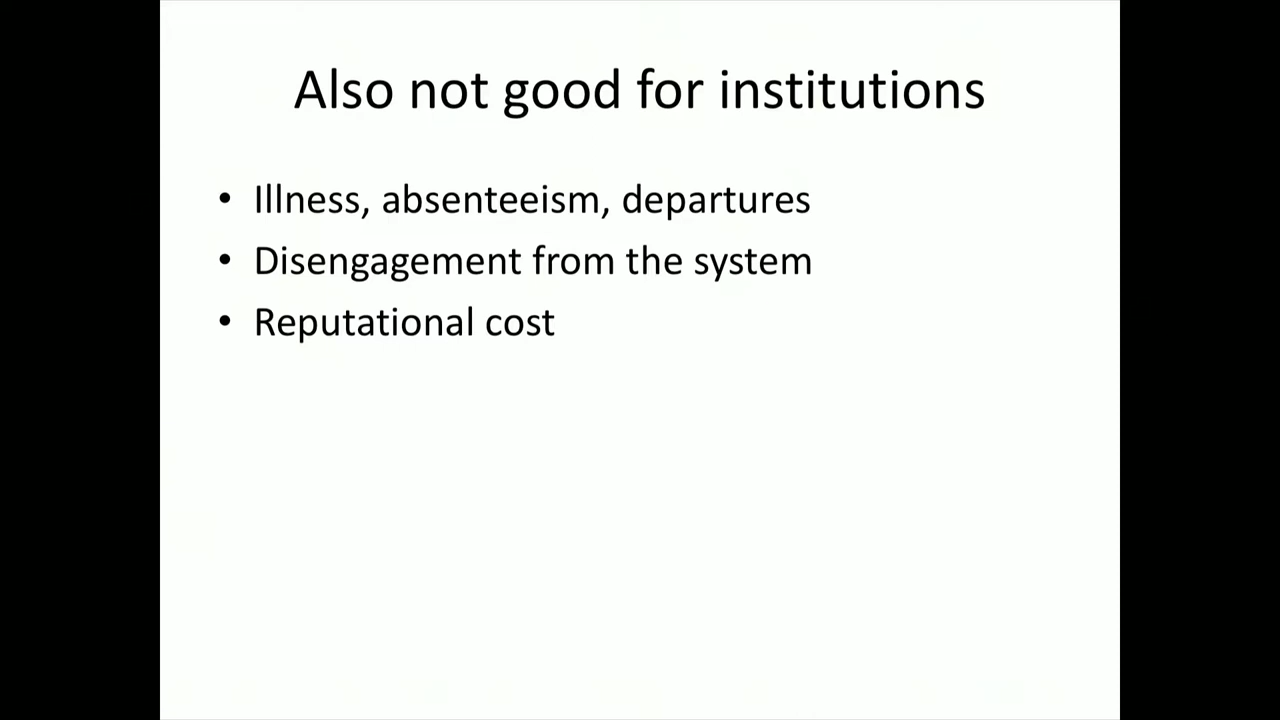 Also not good for institutions
• Illness, absenteeism, departures
• Disengagement from the system
• Reputational cost